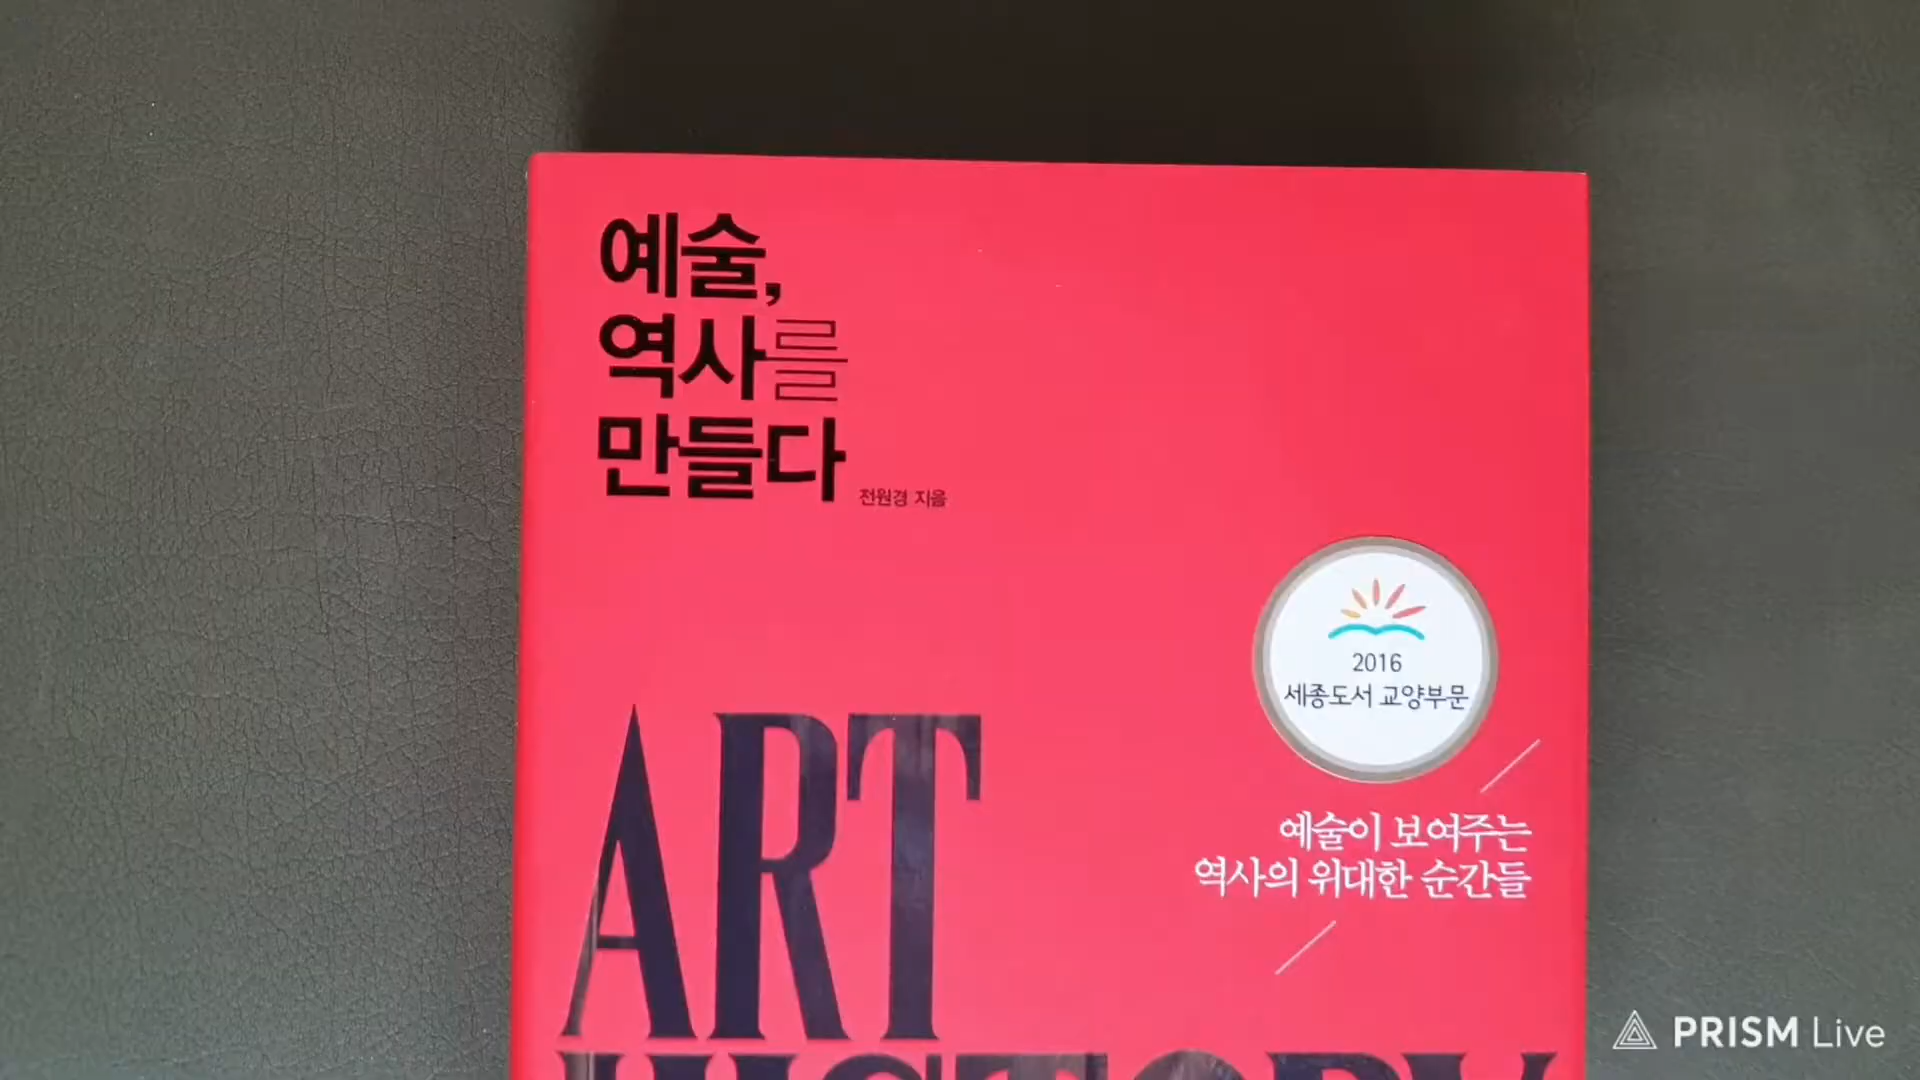 예술,
역사를
만들다
전원경 지음
2016
세종도서 교양부문
예술이 보여주는
역사의 위대한 순간들
ART
HISTORY
PRISM Live